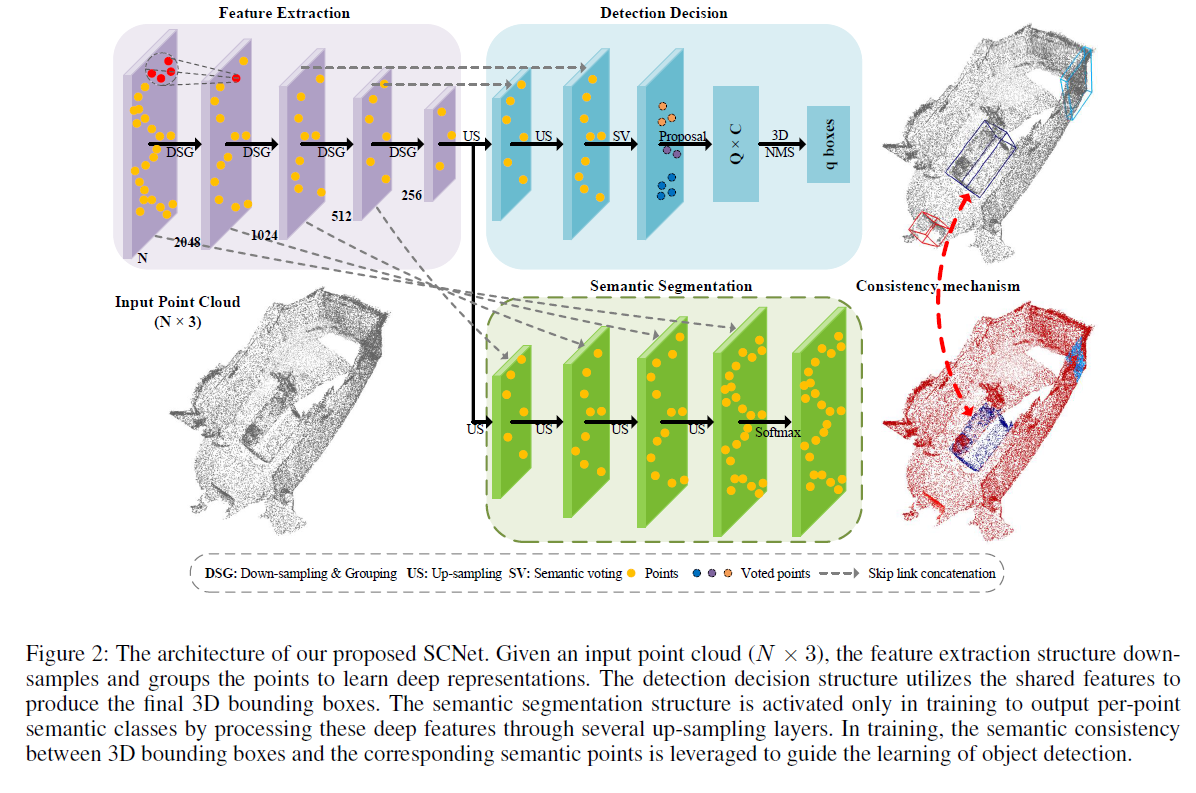 Feature Extraction
Detection Decision
DSG
DSG
DSG
DSG
US
US
SV
Proposal
Q × C
3D
NMS
q boxes
N
2048
1024
512
256
Input Point Cloud
(N × 3)
Semantic Segmentation
Consistency mechanism
US
US
US
US
Softmax
DSG: Down-sampling & Grouping US: Up-sampling SV: Semantic voting Points Voted points Skip link concatenation
Figure 2: The architecture of our proposed SCNet. Given an input point cloud (N × 3), the feature extraction structure down-
samples and groups the points to learn deep representations. The detection decision structure utilizes the shared features to
produce the final 3D bounding boxes. The semantic segmentation structure is activated only in training to output per-point
semantic classes by processing these deep features through several up-sampling layers. In training, the semantic consistency
between 3D bounding boxes and the corresponding semantic points is leveraged to guide the learning of object detection.